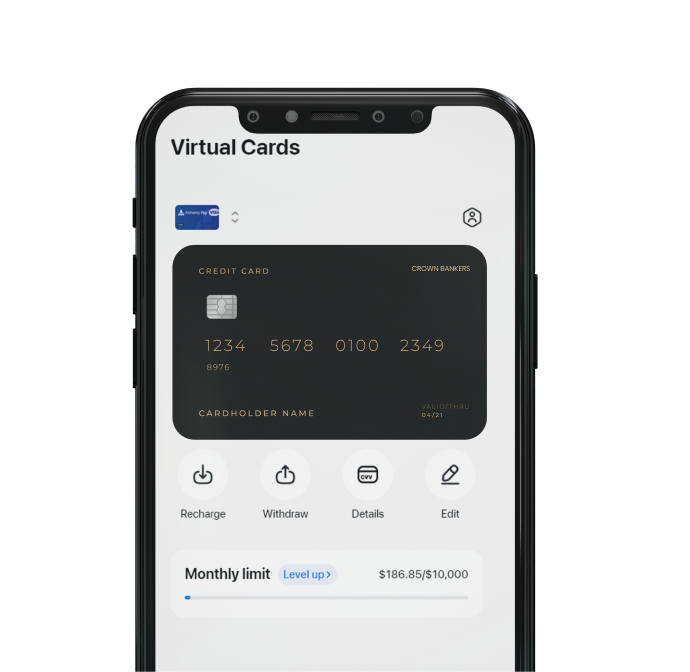 Virtual Cards
Alchemy Pay VISA
CREDIT CARD CROWN BANKERS
1234 5678 0100 2349
8976
VALID/THRU
CARDHOLDER NAME 04/21
CVV
Recharge Withdraw Details Edit
Monthly limit Level up $186.85/$10,000